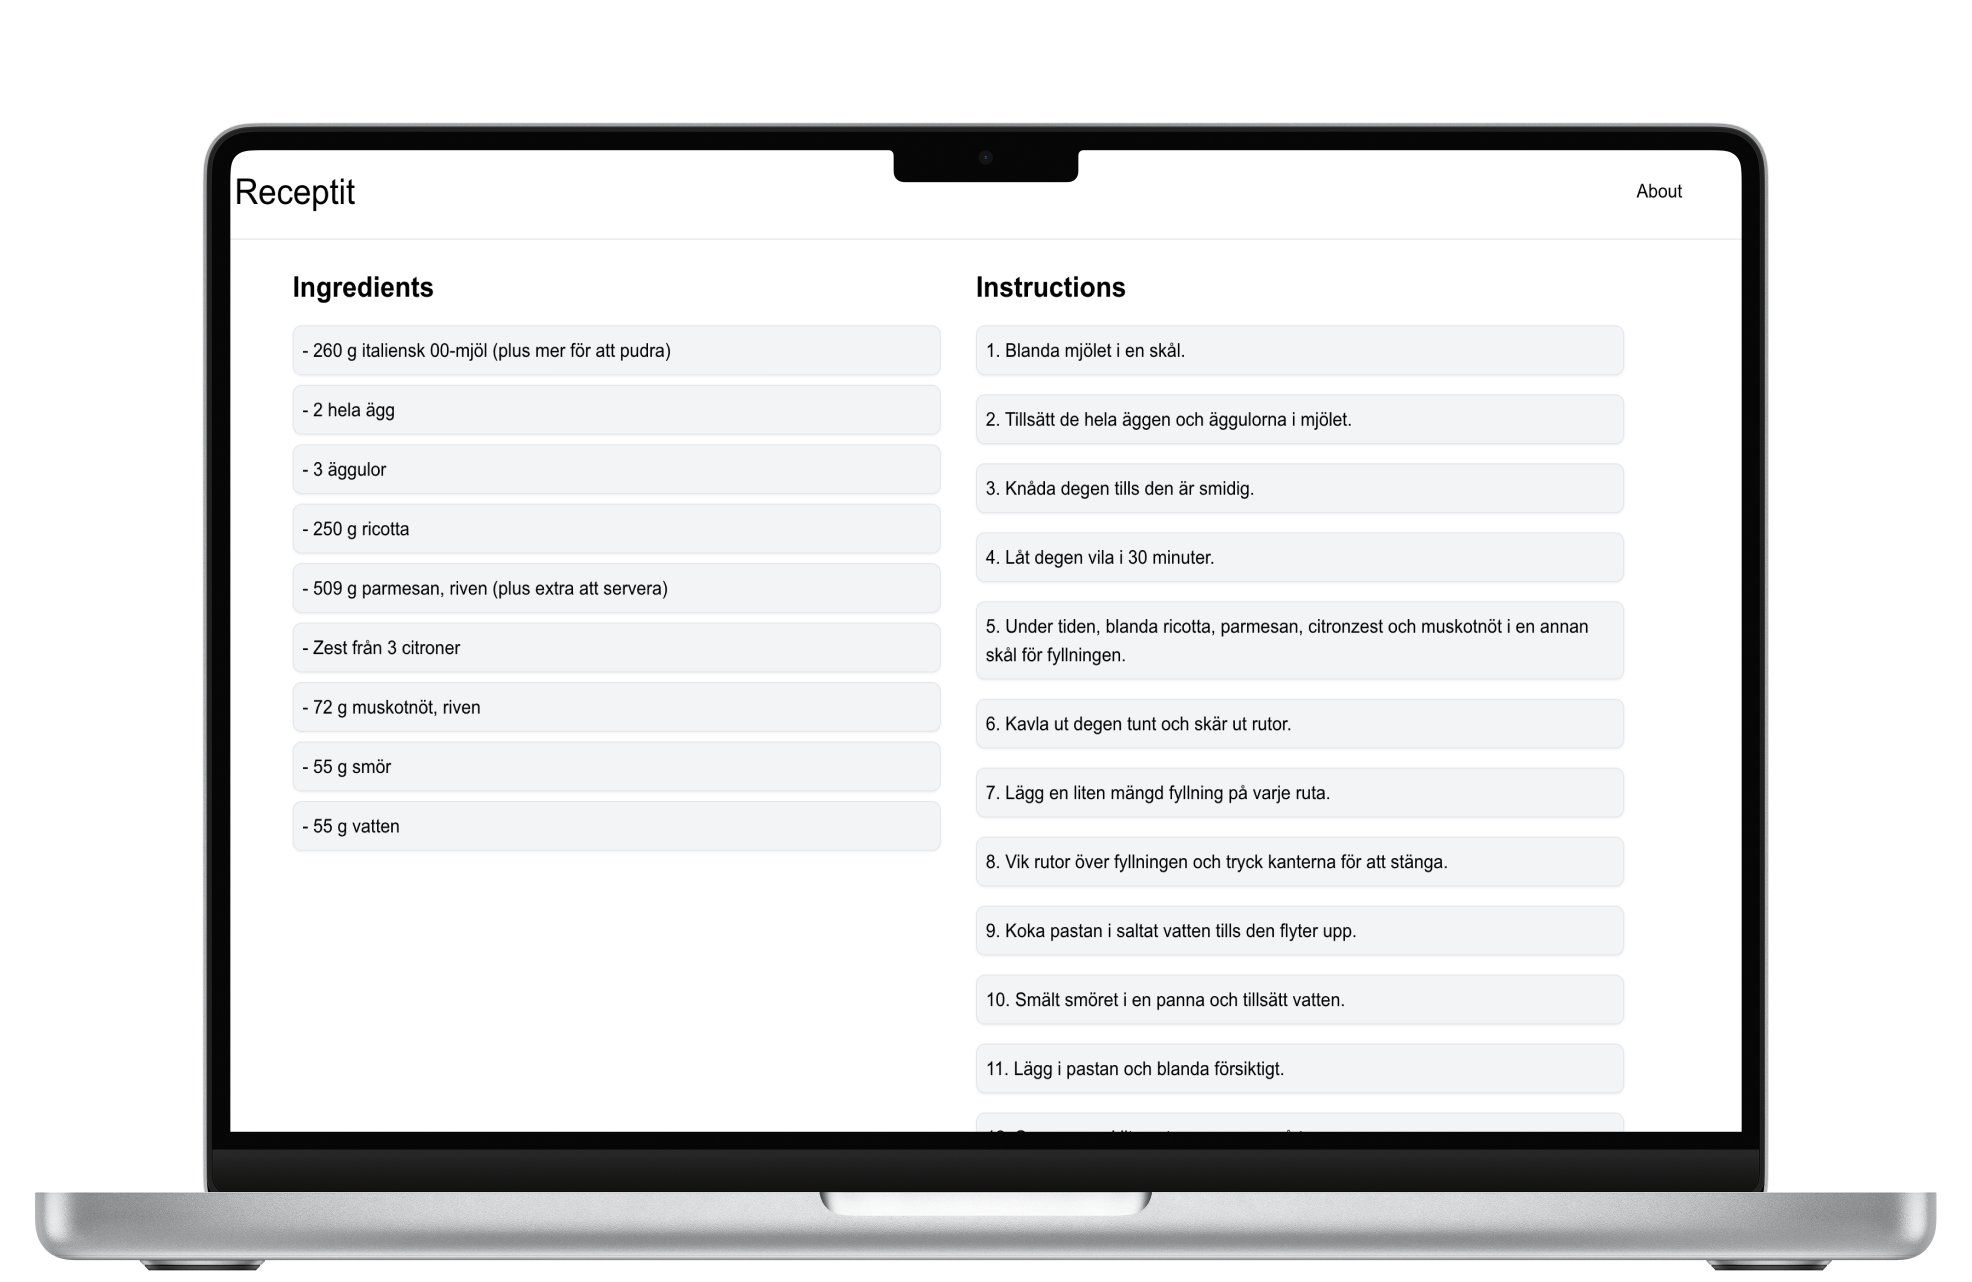 Receptit
About
Ingredients
- 260 g italiensk 00-mjöl (plus mer för att pudra)
- 2 hela ägg
- 3 äggulor
- 250 g ricotta
- 509 g parmesan, riven (plus extra att servera)
- Zest från 3 citroner
- 72 g muskotnöt, riven
- 55 g smör
- 55 g vatten
Instructions
1. Blanda mjölet i en skål.
2. Tillsätt de hela äggen och äggulorna i mjölet.
3. Knåda degen tills den är smidig.
4. Låt degen vila i 30 minuter.
5. Under tiden, blanda ricotta, parmesan, citronzest och muskotnöt i en annan
skål för fyllningen.
6. Kavla ut degen tunt och skär ut rutor.
7. Lägg en liten mängd fyllning på varje ruta.
8. Vik rutor över fyllningen och tryck kanterna för att stänga.
9. Koka pastan i saltat vatten tills den flyter upp.
10. Smält smöret i en panna och tillsätt vatten.
11. Lägg i pastan och blanda försiktigt.